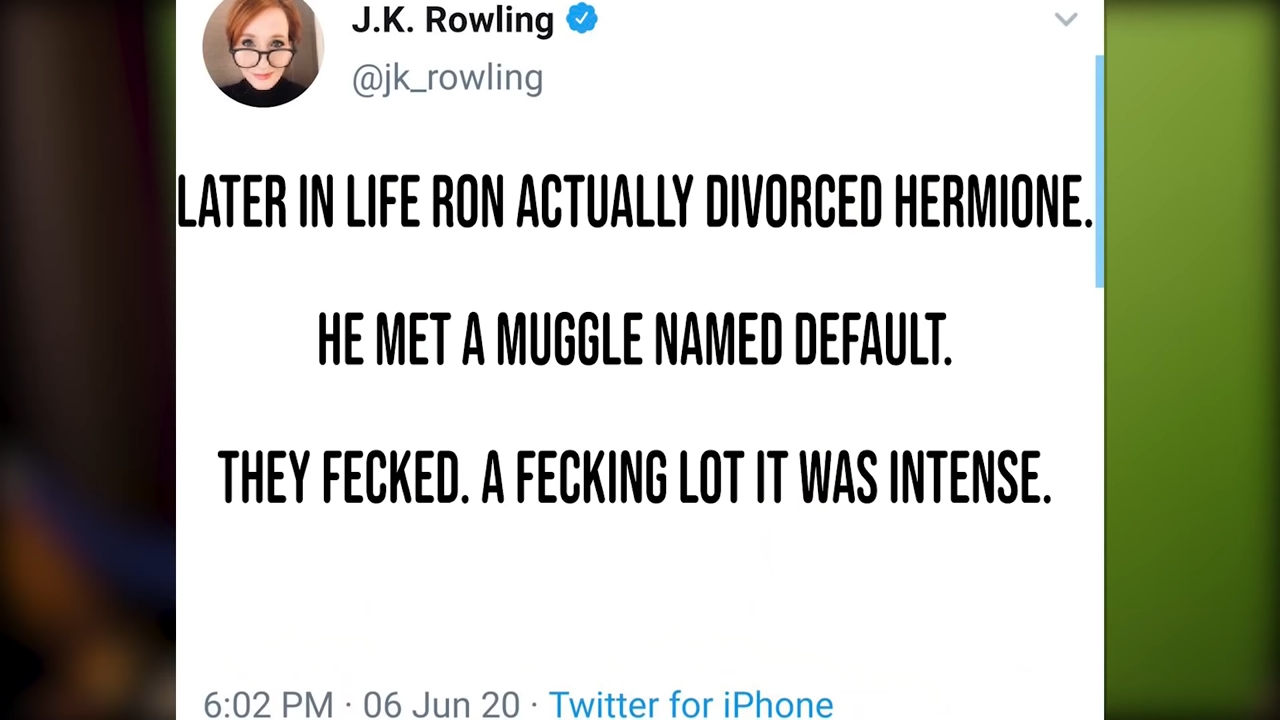 J.K. Rowling
@jk_rowling
LATER IN LIFE RON ACTUALLY DIVORCED HERMIONE.
HE MET A MUGGLE NAMED DEFAULT.
THEY FECKED. A FECKING LOT IT WAS INTENSE.
6:02 PM · 06 Jun 20 · Twitter for iPhone